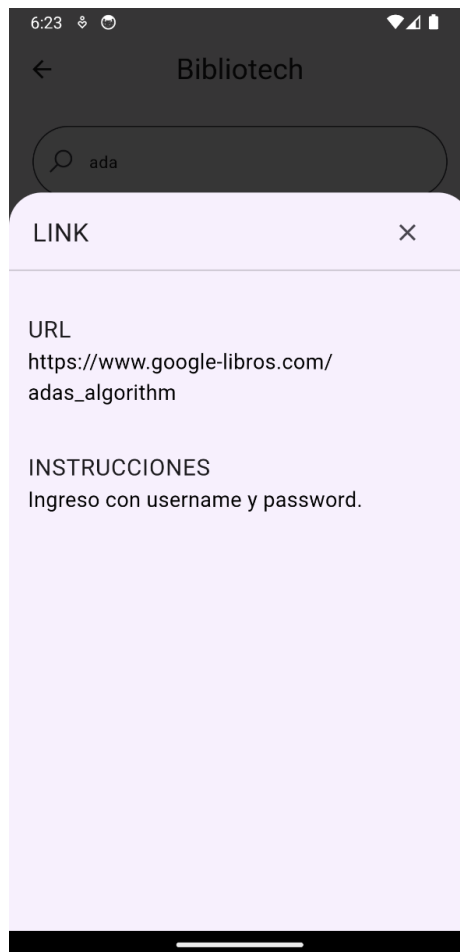 6:23
Bibliotech
ada
LINK
URL
https://www.google-libros.com/
adas_algorithm
INSTRUCCIONES
Ingreso con username y password.